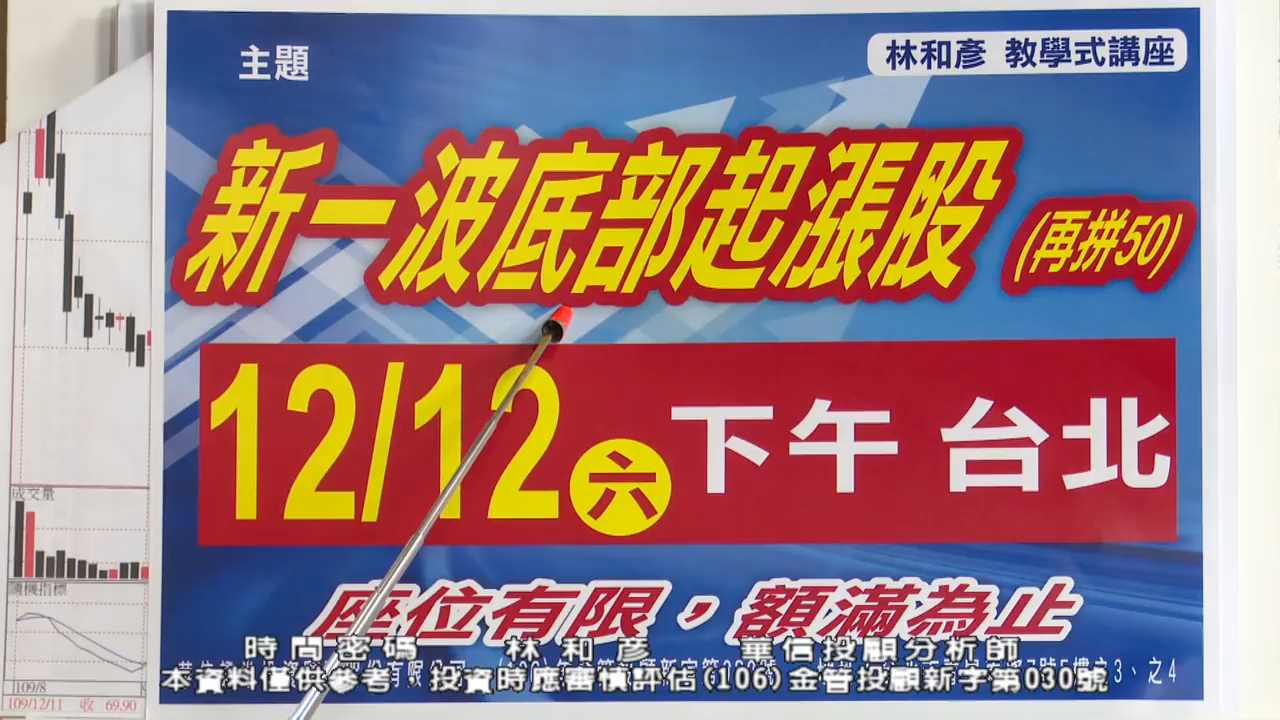 主題
林和彥 教學式講座
新一波底部起漲股 (再拼50)
12/12 六 下午 台北
座位有限，額滿為止
時間密碼 林和彥 華信投顧分析師
本資料僅供參考 投資時應審慎評估(106)金管投顧新字第030號
成交量
隨機指標
109/8
109/12/11 收 69.90